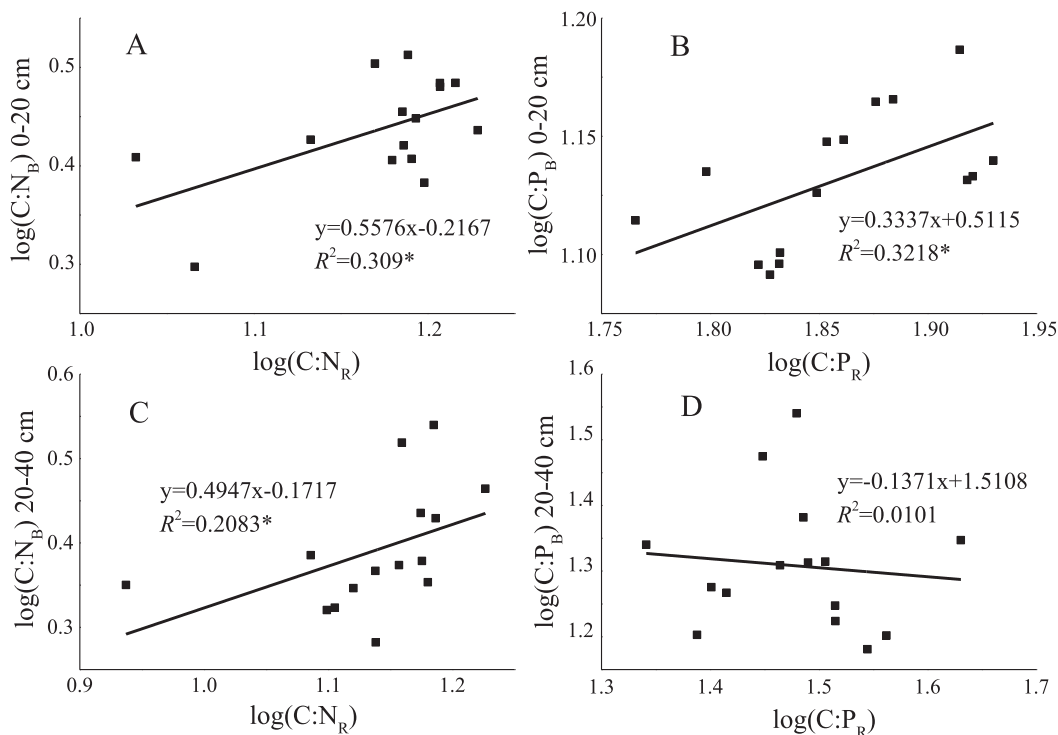 A
log(C:N_B) 0-20 cm
0.5
0.4
0.3
y=0.5576x-0.2167
R²=0.309*
1.0 1.1 1.2
log(C:N_R)
B
log(C:P_B) 0-20 cm
1.20
1.15
1.10
y=0.3337x+0.5115
R²=0.3218*
1.75 1.80 1.85 1.90 1.95
log(C:P_R)
C
log(C:N_B) 20-40 cm
0.6
0.5
0.4
0.3
y=0.4947x-0.1717
R²=0.2083*
0.9 1.0 1.1 1.2
log(C:N_R)
D
log(C:P_B) 20-40 cm
1.6
1.5
1.4
1.3
1.2
y=-0.1371x+1.5108
R²=0.0101
1.3 1.4 1.5 1.6 1.7
log(C:P_R)